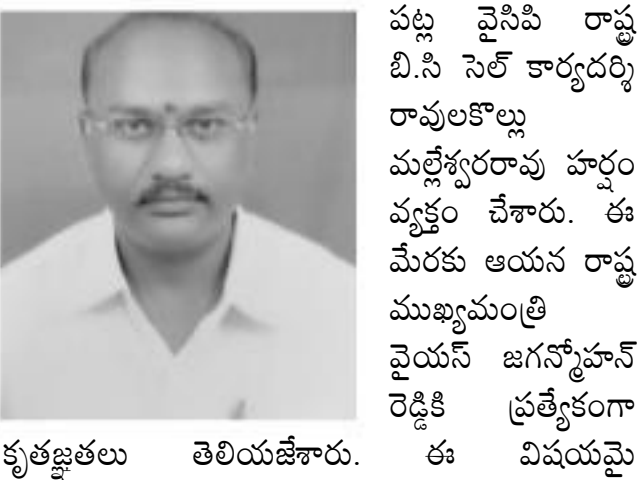 పట్ల వైసిపి రాష్ట్ర
బి.సి సెల్ కార్యదర్శి
రావులకొల్లు
మల్లేశ్వరరావు హర్షం
వ్యక్తం చేశారు. ఈ
మేరకు ఆయన రాష్ట్ర
ముఖ్యమంత్రి
వైయస్ జగన్మోహన్
రెడ్డికి ప్రత్యేకంగా
కృతజ్ఞతలు తెలియజేశారు. ఈ విషయమై